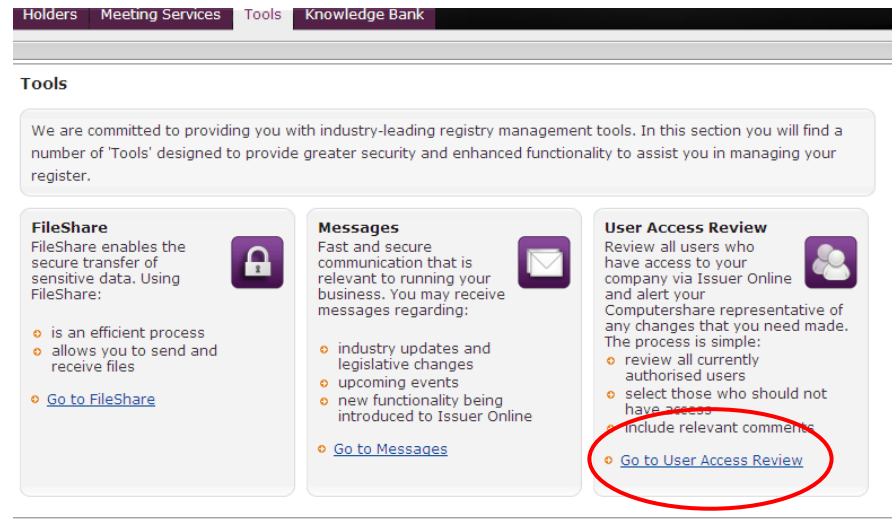 Holders Meeting Services Tools Knowledge Bank
Tools
We are committed to providing you with industry-leading registry management tools. In this section you will find a
number of 'Tools' designed to provide greater security and enhanced functionality to assist you in managing your
register.
FileShare
FileShare enables the
secure transfer of
sensitive data. Using
FileShare:
is an efficient process
allows you to send and
receive files
Go to FileShare
Messages
Fast and secure
communication that is
relevant to running your
business. You may receive
messages regarding:
industry updates and
legislative changes
upcoming events
new functionality being
introduced to Issuer Online
Go to Messages
User Access Review
Review all users who
have access to your
company via Issuer Online
and alert your
Computershare representative of
any changes that you need made.
The process is simple:
review all currently
authorised users
select those who should not
have access
include relevant comments
Go to User Access Review